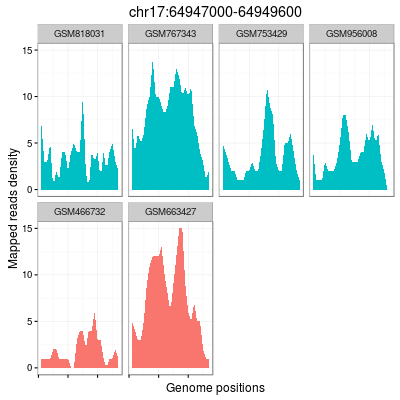 chr17:64947000-64949600
GSM818031 GSM767343 GSM753429 GSM956008
15
10
5
0
GSM466732 GSM663427
15
10
5
0
Mapped reads density
Genome positions